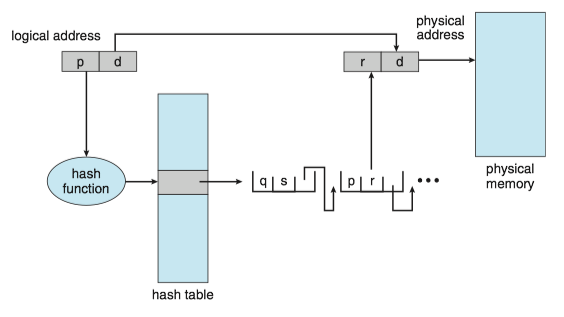 logical address
physical
address
p d
r d
hash
function
q s
p r
•••
physical
memory
hash table